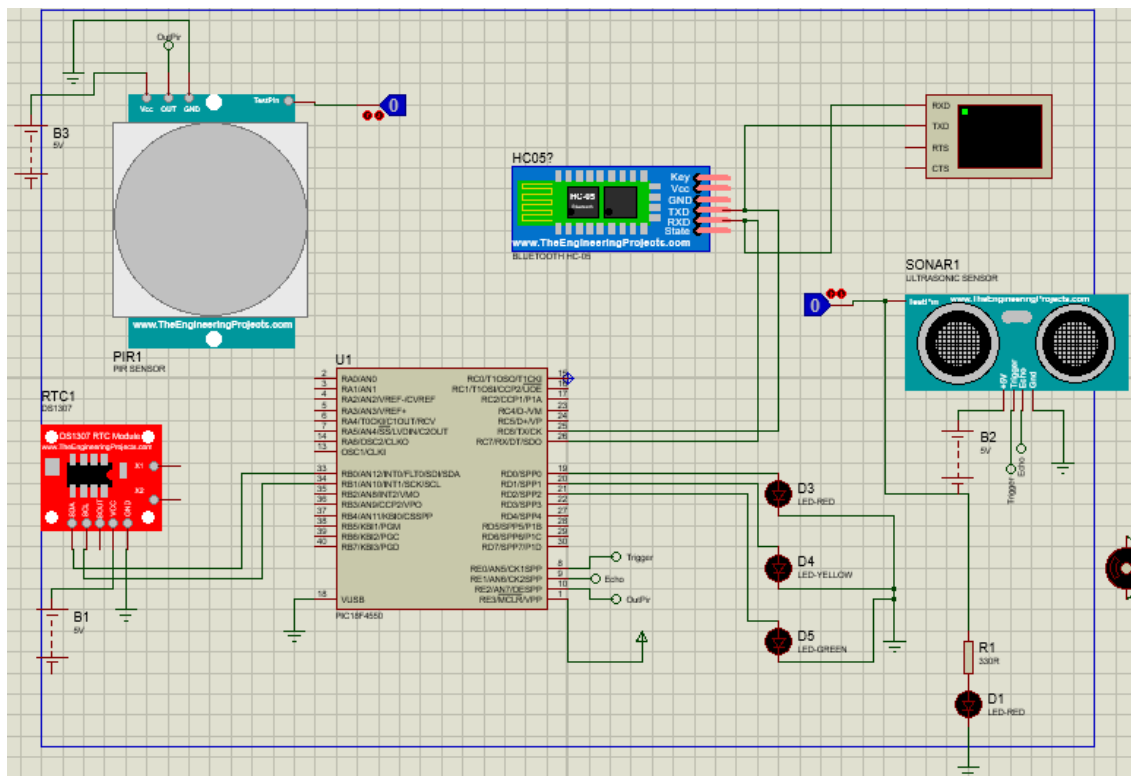 OutPir
Vcc OUT GND
TestPin
0
B3
5V
www.TheEngineeringProjects.com
PIR1
PIR SENSOR
HC05?
HC-05
Key
Vcc
GND
TXD
RXD
State
www.TheEngineeringProjects.com
BLUETOOTH HC-05
RXD
TXD
RTS
CTS
SONAR1
ULTRASONIC SENSOR
0
www.TheEngineeringProjects.com
+5V
Trigger
Echo
Gnd
B2
5V
Trigger
Echo
RTC1
DS1307
DS1307 RTC Module
www.TheEngineeringProjects.com
X1
X2
SDA
SCL
SOUT
VCC
GND
B1
5V
U1
2 RA0/AN0
3 RA1/AN1
4 RA2/AN2/VREF-/CVREF
5 RA3/AN3/VREF+
6 RA4/T0CKI/C1OUT/RCV
7 RA5/AN4/SS/LVDIN/C2OUT
14 RA6/OSC2/CLKO
13 OSC1/CLKI
33 RB0/AN12/INT0/FLT0/SDI/SDA
34 RB1/AN10/INT1/SCK/SCL
35 RB2/AN8/INT2/VMO
36 RB3/AN9/CCP2/VPO
37 RB4/AN11/KBI0/CSSPP
38 RB5/KBI1/PGM
39 RB6/KBI2/PGC
40 RB7/KBI3/PGD
18 VUSB
RC0/T1OSO/T1CKI 15
RC1/T1OSI/CCP2/UOE 16
RC2/CCP1/P1A 17
RC4/D-/VM 23
RC5/D+/VP 24
RC6/TX/CK 25
RC7/RX/DT/SDO 26
RD0/SPP0 19
RD1/SPP1 20
RD2/SPP2 21
RD3/SPP3 22
RD4/SPP4 27
RD5/SPP5/P1B 28
RD6/SPP6/P1C 29
RD7/SPP7/P1D 30
RE0/AN5/CK1SPP 8
RE1/AN6/CK2SPP 9
RE2/AN7/OESPP 10
RE3/MCLR/VPP 1
PIC18F4550
Trigger
Echo
OutPir
D3
LED-RED
D4
LED-YELLOW
D5
LED-GREEN
R1
330R
D1
LED-RED